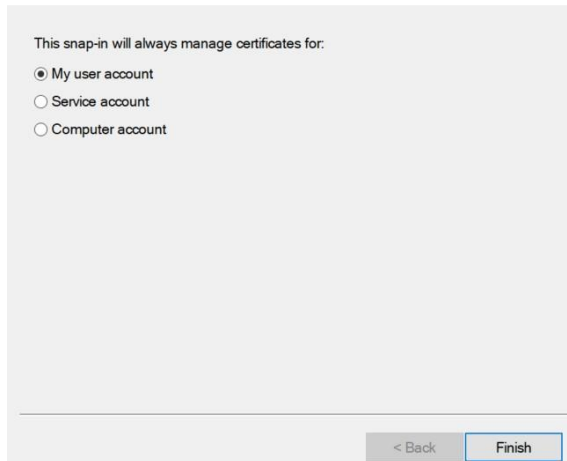 This snap-in will always manage certificates for:
My user account
Service account
Computer account
< Back
Finish